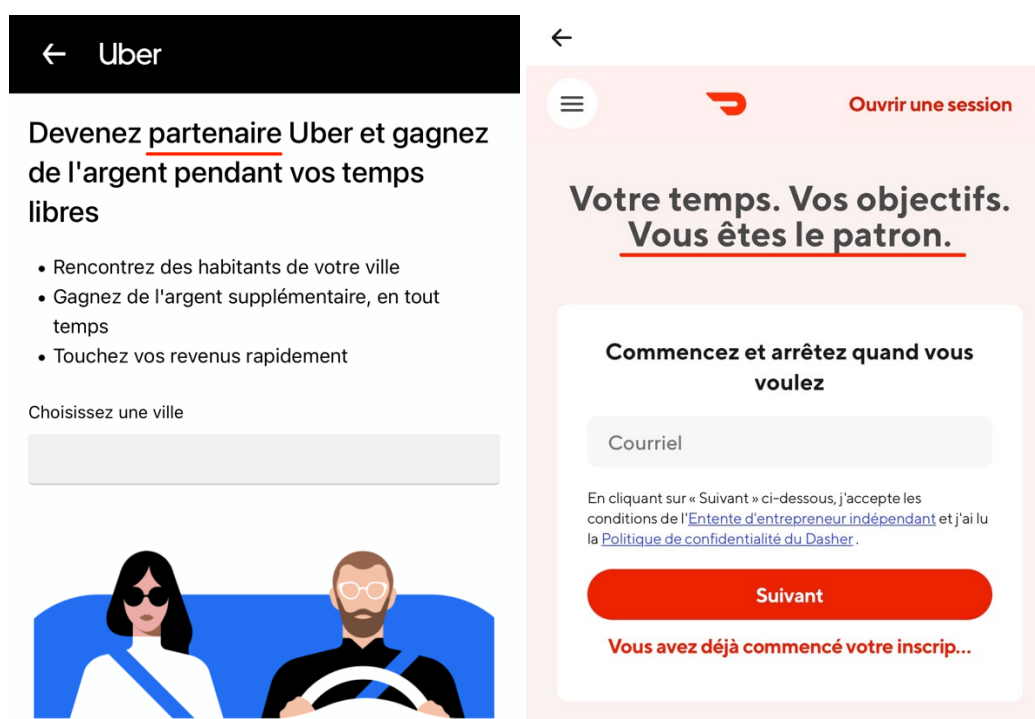 ← Uber
Devenez partenaire Uber et gagnez
de l'argent pendant vos temps
libres
• Rencontrez des habitants de votre ville
• Gagnez de l'argent supplémentaire, en tout
temps
• Touchez vos revenus rapidement
Choisissez une ville
←
Ouvrir une session
Votre temps. Vos objectifs.
Vous êtes le patron.
Commencez et arrêtez quand vous
voulez
Courriel
En cliquant sur « Suivant » ci-dessous, j'accepte les
conditions de l'Entente d'entrepreneur indépendant et j'ai lu
la Politique de confidentialité du Dasher .
Suivant
Vous avez déjà commencé votre inscrip...